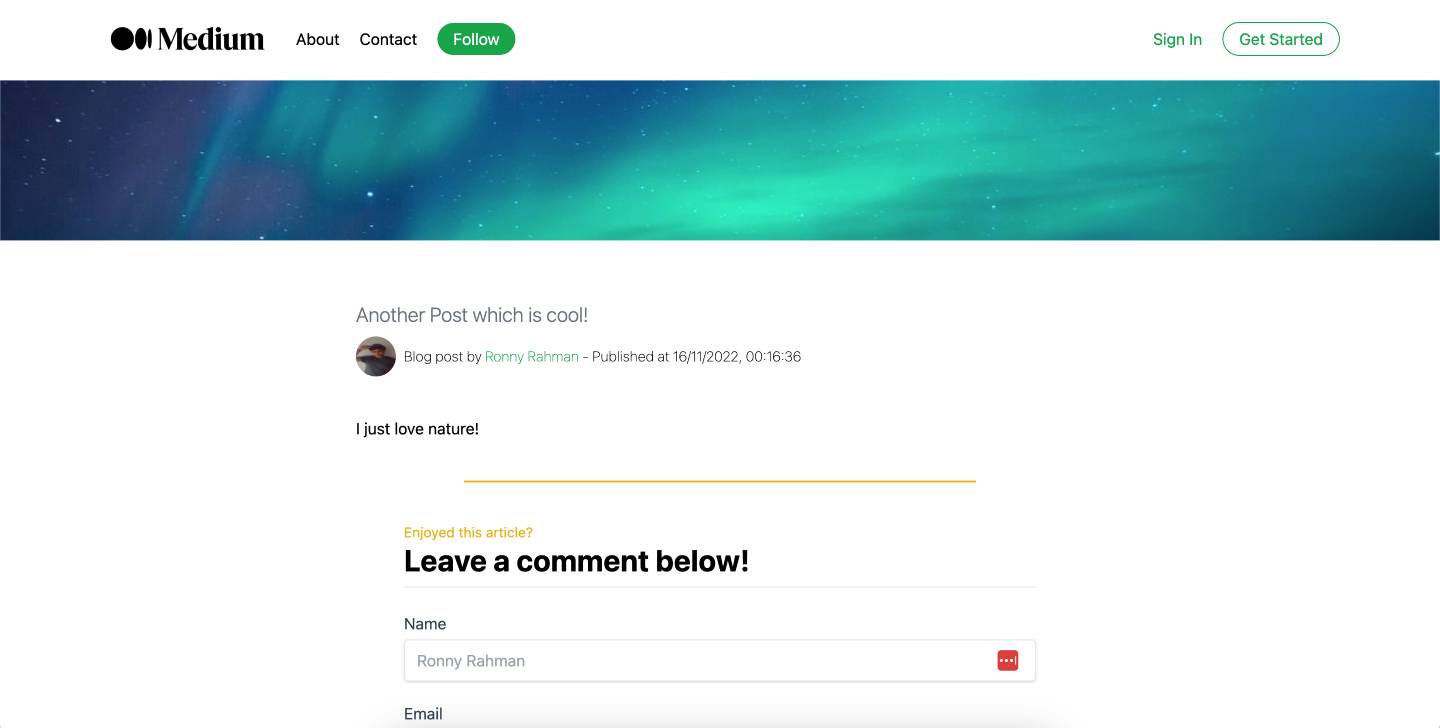 Medium About Contact Follow Sign In Get Started
Another Post which is cool!
Blog post by Ronny Rahman - Published at 16/11/2022, 00:16:36
I just love nature!
Enjoyed this article?
Leave a comment below!
Name
Ronny Rahman
Email